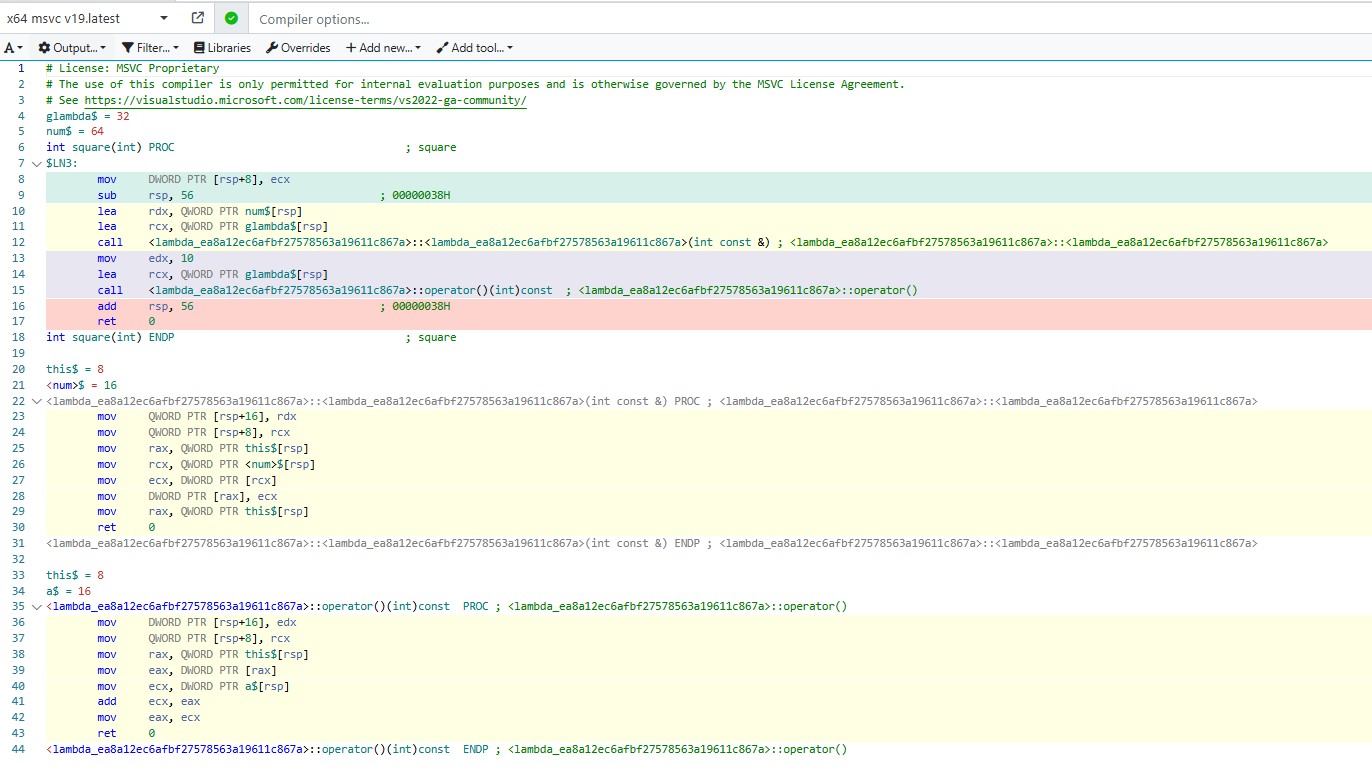 x64 msvc v19.latest Compiler options...
A Output... Filter... Libraries Overrides + Add new... Add tool...
1 # License: MSVC Proprietary
2 # The use of this compiler is only permitted for internal evaluation purposes and is otherwise governed by the MSVC License Agreement.
3 # See https://visualstudio.microsoft.com/license-terms/vs2022-ga-community/
4 glambda$ = 32
5 num$ = 64
6 int square(int) PROC ; square
7 $LN3:
8 mov DWORD PTR [rsp+8], ecx
9 sub rsp, 56 ; 00000038H
10 lea rdx, QWORD PTR num$[rsp]
11 lea rcx, QWORD PTR glambda$[rsp]
12 call <lambda_ea8a12ec6afbf27578563a19611c867a>::<lambda_ea8a12ec6afbf27578563a19611c867a>(int const &) ; <lambda_ea8a12ec6afbf27578563a19611c867a>::<lambda_ea8a12ec6afbf27578563a19611c867a>
13 mov edx, 10
14 lea rcx, QWORD PTR glambda$[rsp]
15 call <lambda_ea8a12ec6afbf27578563a19611c867a>::operator()(int)const ; <lambda_ea8a12ec6afbf27578563a19611c867a>::operator()
16 add rsp, 56 ; 00000038H
17 ret 0
18 int square(int) ENDP ; square
19
20 this$ = 8
21 <num>$ = 16
22 <lambda_ea8a12ec6afbf27578563a19611c867a>::<lambda_ea8a12ec6afbf27578563a19611c867a>(int const &) PROC ; <lambda_ea8a12ec6afbf27578563a19611c867a>::<lambda_ea8a12ec6afbf27578563a19611c867a>
23 mov QWORD PTR [rsp+16], rdx
24 mov QWORD PTR [rsp+8], rcx
25 mov rax, QWORD PTR this$[rsp]
26 mov rcx, QWORD PTR <num>$[rsp]
27 mov ecx, DWORD PTR [rcx]
28 mov DWORD PTR [rax], ecx
29 mov rax, QWORD PTR this$[rsp]
30 ret 0
31 <lambda_ea8a12ec6afbf27578563a19611c867a>::<lambda_ea8a12ec6afbf27578563a19611c867a>(int const &) ENDP ; <lambda_ea8a12ec6afbf27578563a19611c867a>::<lambda_ea8a12ec6afbf27578563a19611c867a>
32
33 this$ = 8
34 a$ = 16
35 <lambda_ea8a12ec6afbf27578563a19611c867a>::operator()(int)const PROC ; <lambda_ea8a12ec6afbf27578563a19611c867a>::operator()
36 mov DWORD PTR [rsp+16], edx
37 mov QWORD PTR [rsp+8], rcx
38 mov rax, QWORD PTR this$[rsp]
39 mov eax, DWORD PTR [rax]
40 mov ecx, DWORD PTR a$[rsp]
41 add ecx, eax
42 mov eax, ecx
43 ret 0
44 <lambda_ea8a12ec6afbf27578563a19611c867a>::operator()(int)const ENDP ; <lambda_ea8a12ec6afbf27578563a19611c867a>::operator()